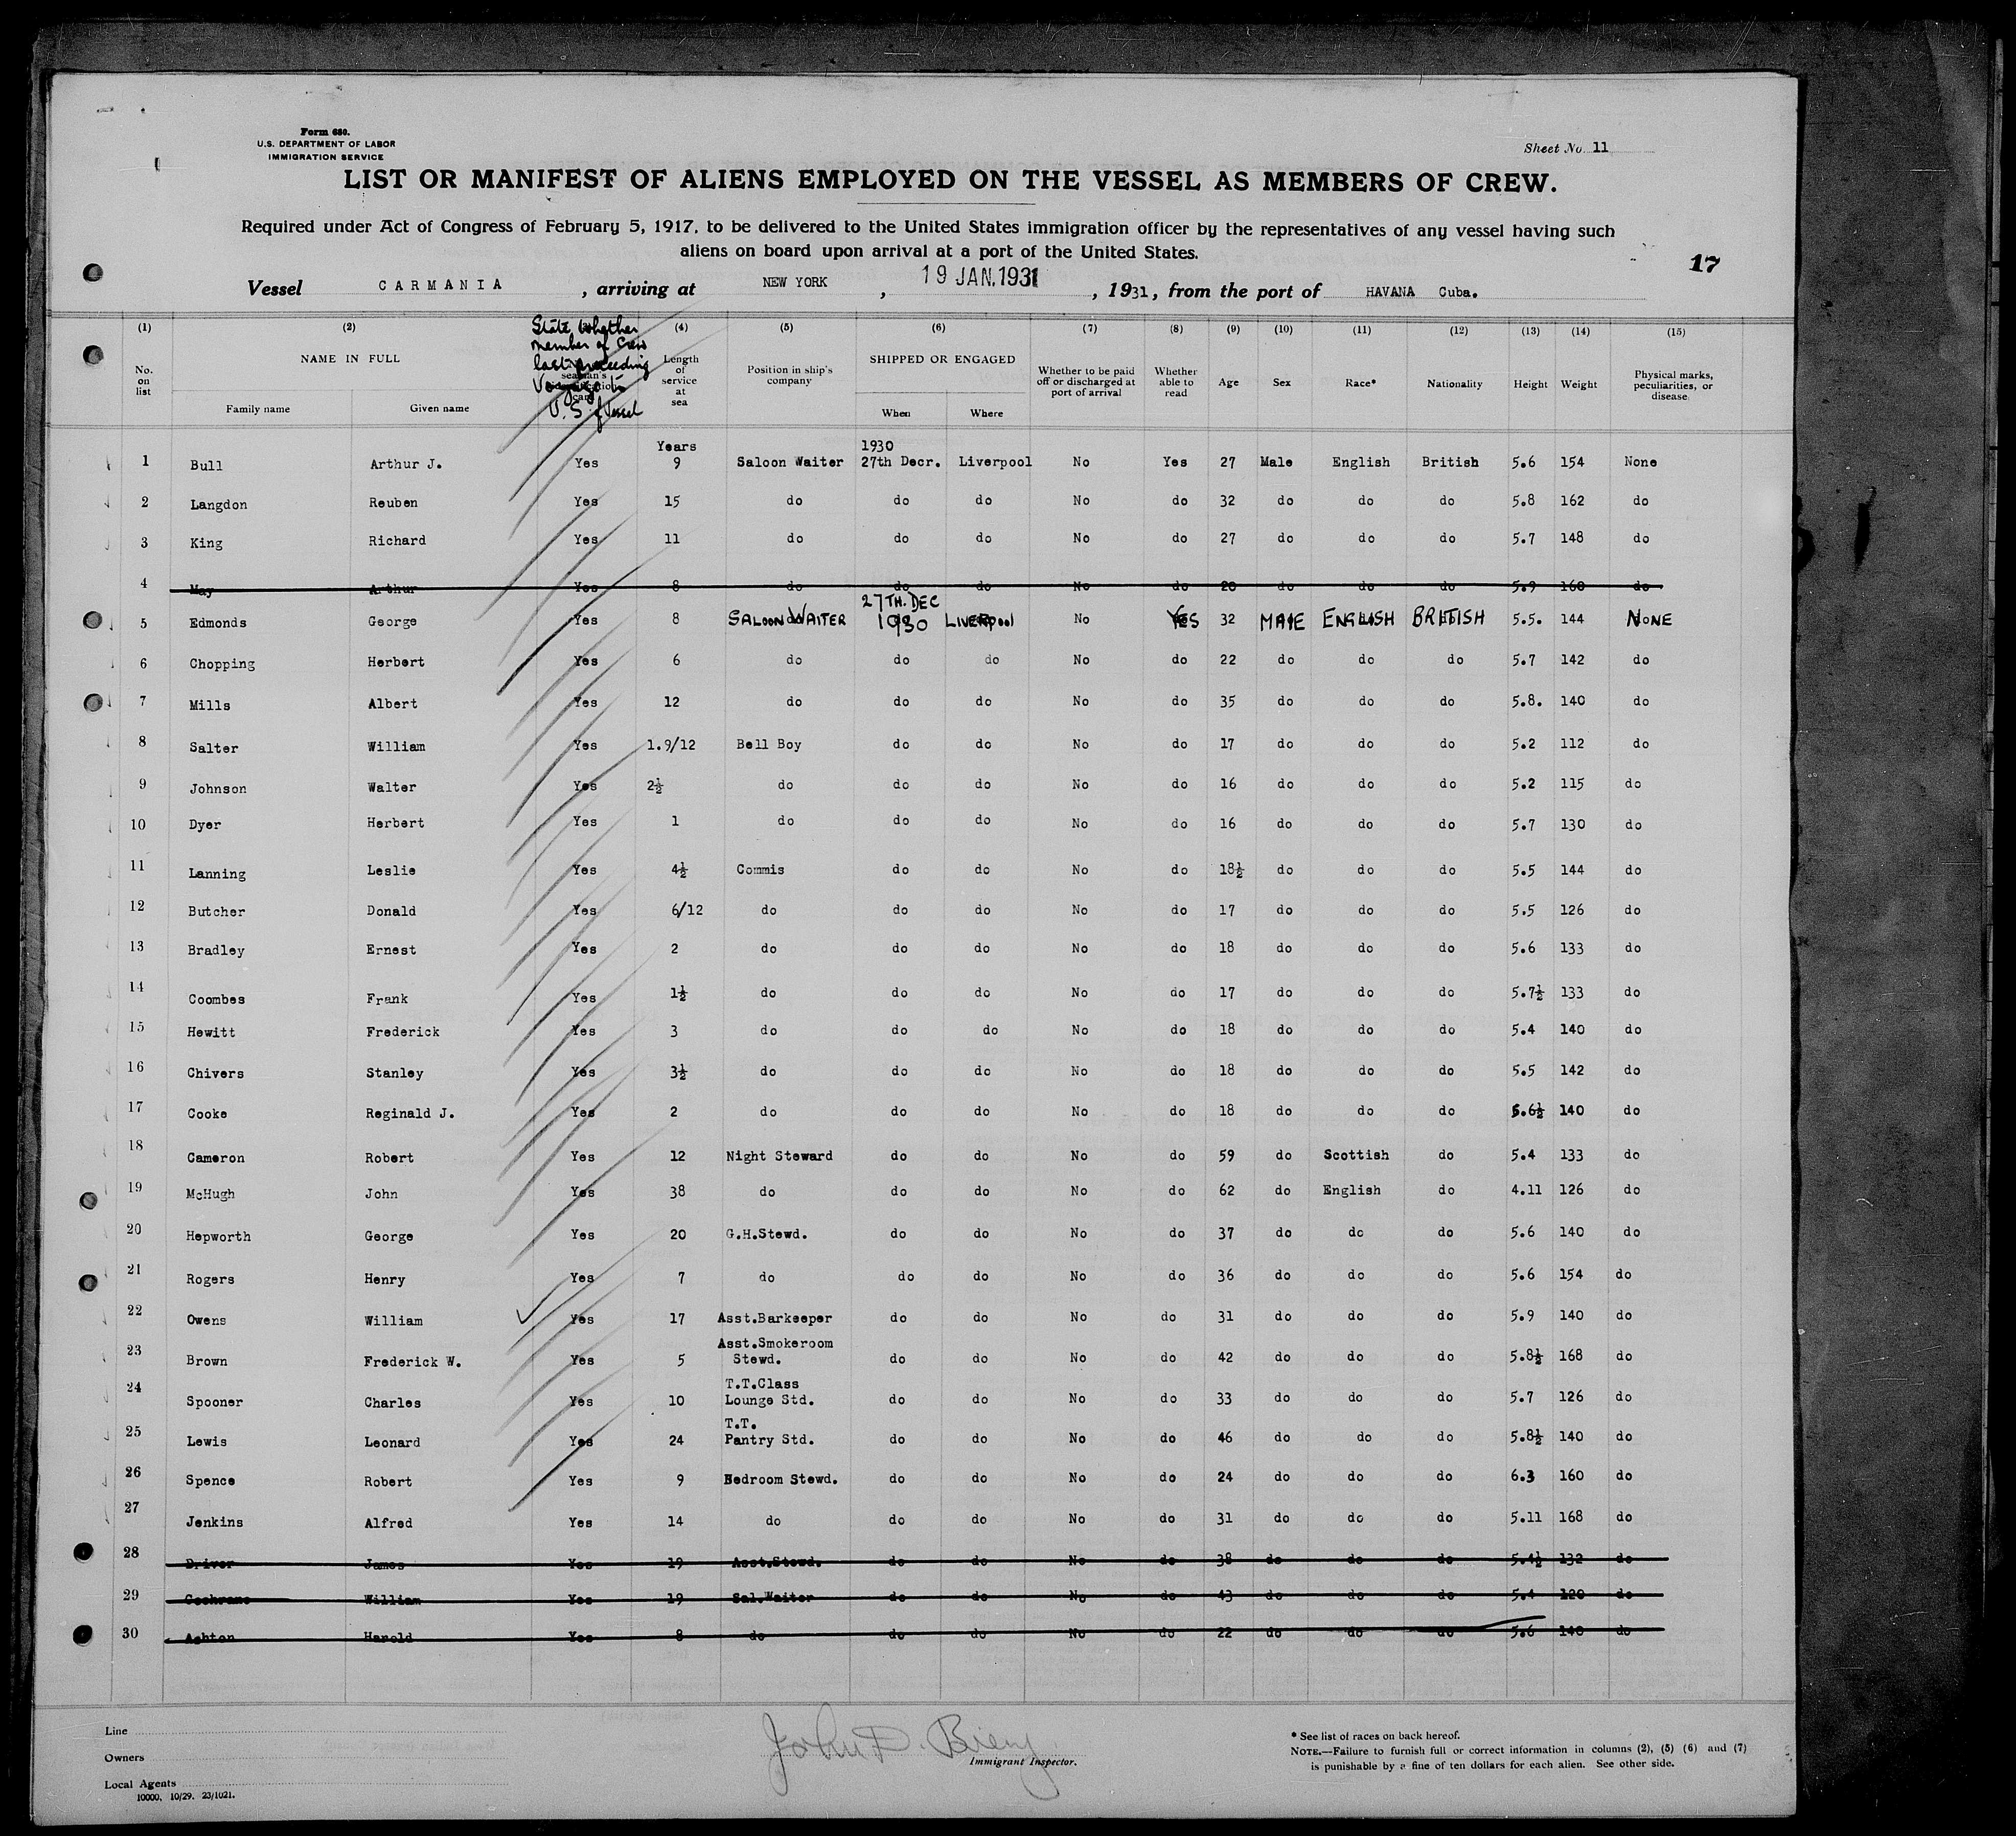 Form 680.
U.S. DEPARTMENT OF LABOR
IMMIGRATION SERVICE
Sheet No. 11
LIST OR MANIFEST OF ALIENS EMPLOYED ON THE VESSEL AS MEMBERS OF CREW.
Required under Act of Congress of February 5, 1917, to be delivered to the United States immigration officer by the representatives of any vessel having such
aliens on board upon arrival at a port of the United States.
17
Vessel CARMANIA , arriving at NEW YORK , 19 JAN.1931 , 1931, from the port of HAVANA Cuba.
(1) (2) (4) (5) (6) (7) (8) (9) (10) (11) (12) (13) (14) (15)
No. on list
NAME IN FULL
Family name Given name
State whether
member of Crew
last preceeding
Voyage to
U.S. of Vessel
Length of service at sea
Position in ship's company
SHIPPED OR ENGAGED
When Where
Whether to be paid off or discharged at port of arrival
Whether able to read
Age Sex Race* Nationality Height Weight
Physical marks, peculiarities, or disease
Years 1930
1 Bull Arthur J. Yes 9 Saloon Waiter 27th Decr. Liverpool No Yes 27 Male English British 5.6 154 None
2 Langdon Reuben Yes 15 do do do No do 32 do do do 5.8 162 do
3 King Richard Yes 11 do do do No do 27 do do do 5.7 148 do
4 May Arthur Yes 8 do do do No do 28 do do do 5.9 160 do
5 Edmonds George Yes 8 SALOON WAITER 27TH. DEC 1930 LIVERPOOL No YES 32 MALE ENGLISH BRITISH 5.5. 144 NONE
6 Chopping Herbert Yes 6 do do do No do 22 do do do 5.7 142 do
7 Mills Albert Yes 12 do do do No do 35 do do do 5.8. 140 do
8 Salter William Yes 1.9/12 Bell Boy do do No do 17 do do do 5.2 112 do
9 Johnson Walter Yes 2½ do do do No do 16 do do do 5.2 115 do
10 Dyer Herbert Yes 1 do do do No do 16 do do do 5.7 130 do
11 Lanning Leslie Yes 4½ Commis do do No do 18½ do do do 5.5 144 do
12 Butcher Donald Yes 6/12 do do do No do 17 do do do 5.5 126 do
13 Bradley Ernest Yes 2 do do do No do 18 do do do 5.6 133 do
14 Coombes Frank Yes 1½ do do do No do 17 do do do 5.7½ 133 do
15 Hewitt Frederick Yes 3 do do do No do 18 do do do 5.4 140 do
16 Chivers Stanley Yes 3½ do do do No do 18 do do do 5.5 142 do
17 Cooke Reginald J. Yes 2 do do do No do 18 do do do 5.6½ 140 do
18 Cameron Robert Yes 12 Night Steward do do No do 59 do Scottish do 5.4 133 do
19 McHugh John Yes 38 do do do No do 62 do English do 4.11 126 do
20 Hepworth George Yes 20 G.H.Stewd. do do No do 37 do do do 5.6 140 do
21 Rogers Henry Yes 7 do do do No do 36 do do do 5.6 154 do
22 Owens William Yes 17 Asst.Barkeeper do do No do 31 do do do 5.9 140 do
23 Brown Frederick W. Yes 5 Asst.Smokeroom Stewd. do do No do 42 do do do 5.8½ 168 do
24 Spooner Charles Yes 10 T.T.Class Lounge Std. do do No do 33 do do do 5.7 126 do
25 Lewis Leonard Yes 24 T.T. Pantry Std. do do No do 46 do do do 5.8½ 140 do
26 Spence Robert Yes 9 Bedroom Stewd. do do No do 24 do do do 6.3 160 do
27 Jenkins Alfred Yes 14 do do do No do 31 do do do 5.11 168 do
28 Driver James Yes 19 Asst.Stewd. do do No do 38 do do do 5.4½ 132 do
29 Cochrane William Yes 19 Sal.Waiter do do No do 43 do do do 5.4 120 do
30 Ashton Harold Yes 8 do do do No do 22 do do do 5.6 140 do
Line
Owners
Local Agents
10000. 10/29. 23/1021.
John D.
Immigrant Inspector.
* See list of races on back hereof.
NOTE.—Failure to furnish full or correct information in columns (2), (5) (6) and (7)
is punishable by a fine of ten dollars for each alien. See other side.